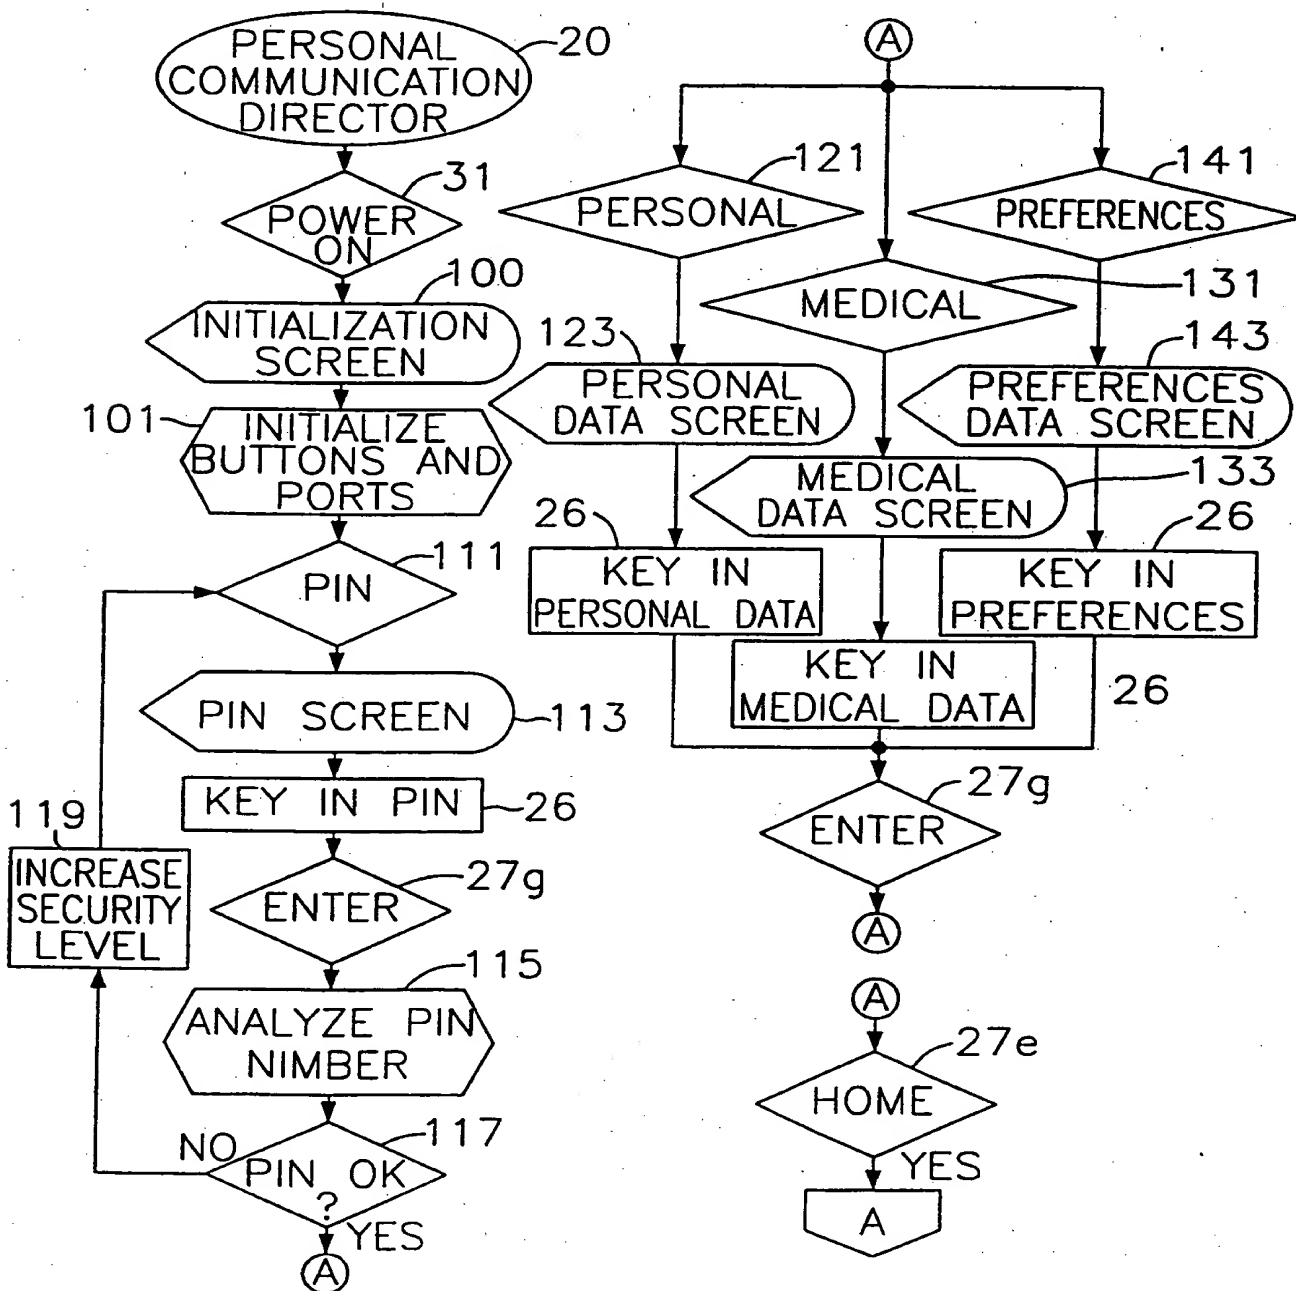 PERSONAL
COMMUNICATION
DIRECTOR
20
POWER
ON
31
INITIALIZATION
SCREEN
100
INITIALIZE
BUTTONS AND
PORTS
101
PIN
111
PIN SCREEN
113
KEY IN PIN
26
ENTER
27g
ANALYZE PIN
NIMBER
115
PIN OK
?
117
NO
YES
A
119
INCREASE
SECURITY
LEVEL
A
PERSONAL
121
MEDICAL
131
PREFERENCES
141
PERSONAL
DATA SCREEN
123
MEDICAL
DATA SCREEN
133
PREFERENCES
DATA SCREEN
143
KEY IN
PERSONAL DATA
26
KEY IN
MEDICAL DATA
26
KEY IN
PREFERENCES
26
ENTER
27g
A
A
HOME
27e
YES
A